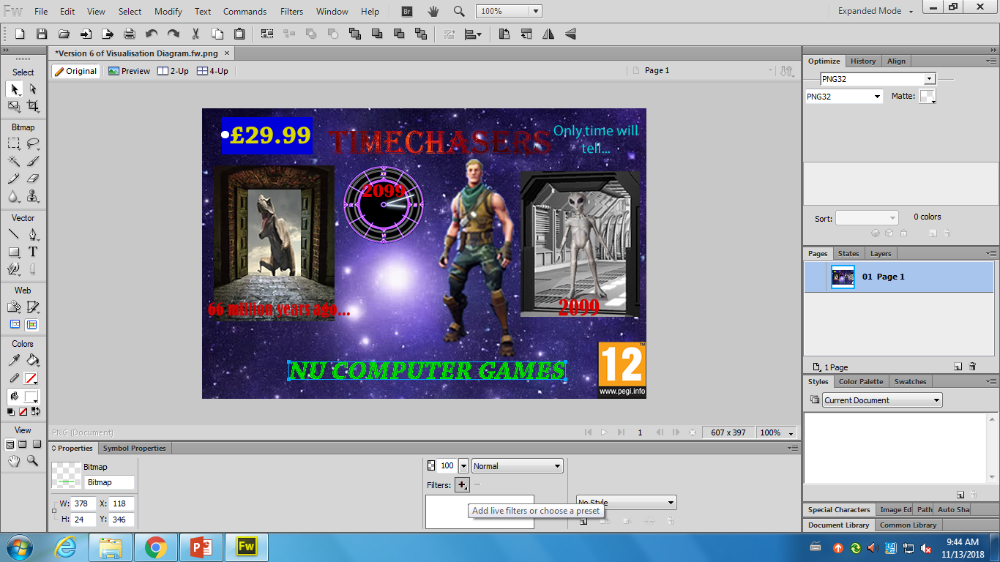 Fw File Edit View Select Modify Text Commands Filters Window Help Br 100% Expanded Mode
*Version 6 of Visualisation Diagram.fw.png ×
Original Preview 2-Up 4-Up Page 1
Select
Bitmap
Vector
T
Web
Colors
View
£29.99
TIMECHASERS
Only time will
tell...
2099
66 million years ago...
2099
NU COMPUTER GAMES
12
TM
www.pegi.info
PNG (Document) 1 607 x 397 100%
Properties Symbol Properties
Bitmap
Bitmap
W: 378 X: 118
H: 24 Y: 346
100 Normal
Filters:
No Style
Add live filters or choose a preset
Optimize History Align
PNG32
PNG32 Matte:
Sort: 0 colors
Pages States Layers
01 Page 1
1 Page
Styles Color Palette Swatches
Current Document
Special Characters Image Ed Path Auto Sha
Document Library Common Library
Fw
9:44 AM
11/13/2018